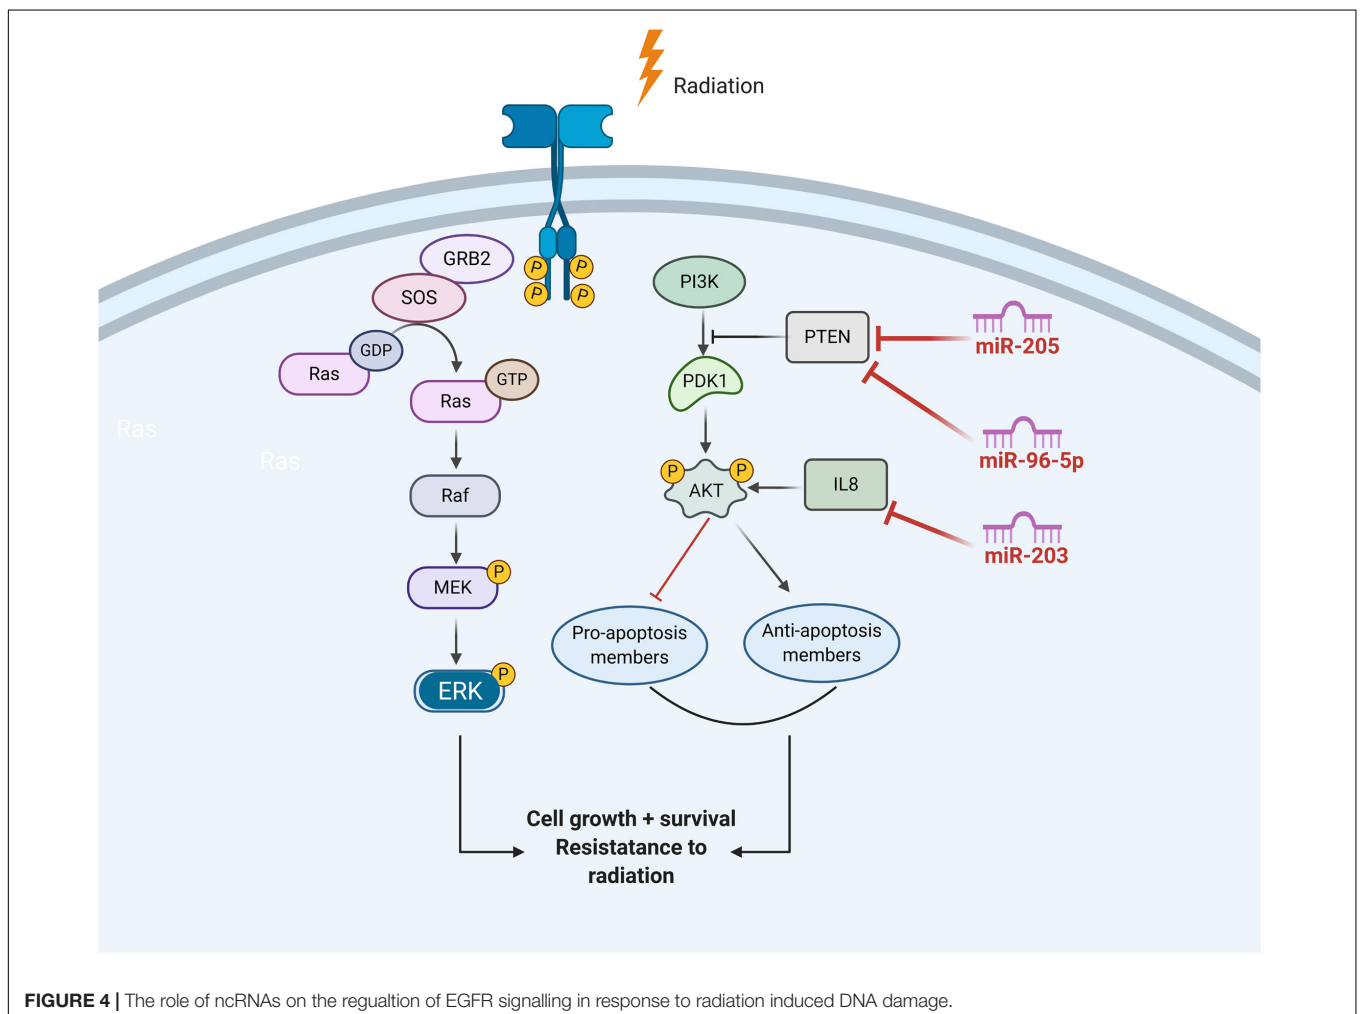 Radiation
P
P
P
P
GRB2
SOS
GDP
Ras
GTP
Ras
Ras
Ras
Raf
MEK
P
ERK
P
PI3K
PTEN
PDK1
P
P
AKT
IL8
miR-205
miR-96-5p
miR-203
Pro-apoptosis
members
Anti-apoptosis
members
Cell growth + survival
Resistatance to
radiation
FIGURE 4 | The role of ncRNAs on the regualtion of EGFR signalling in response to radiation induced DNA damage.